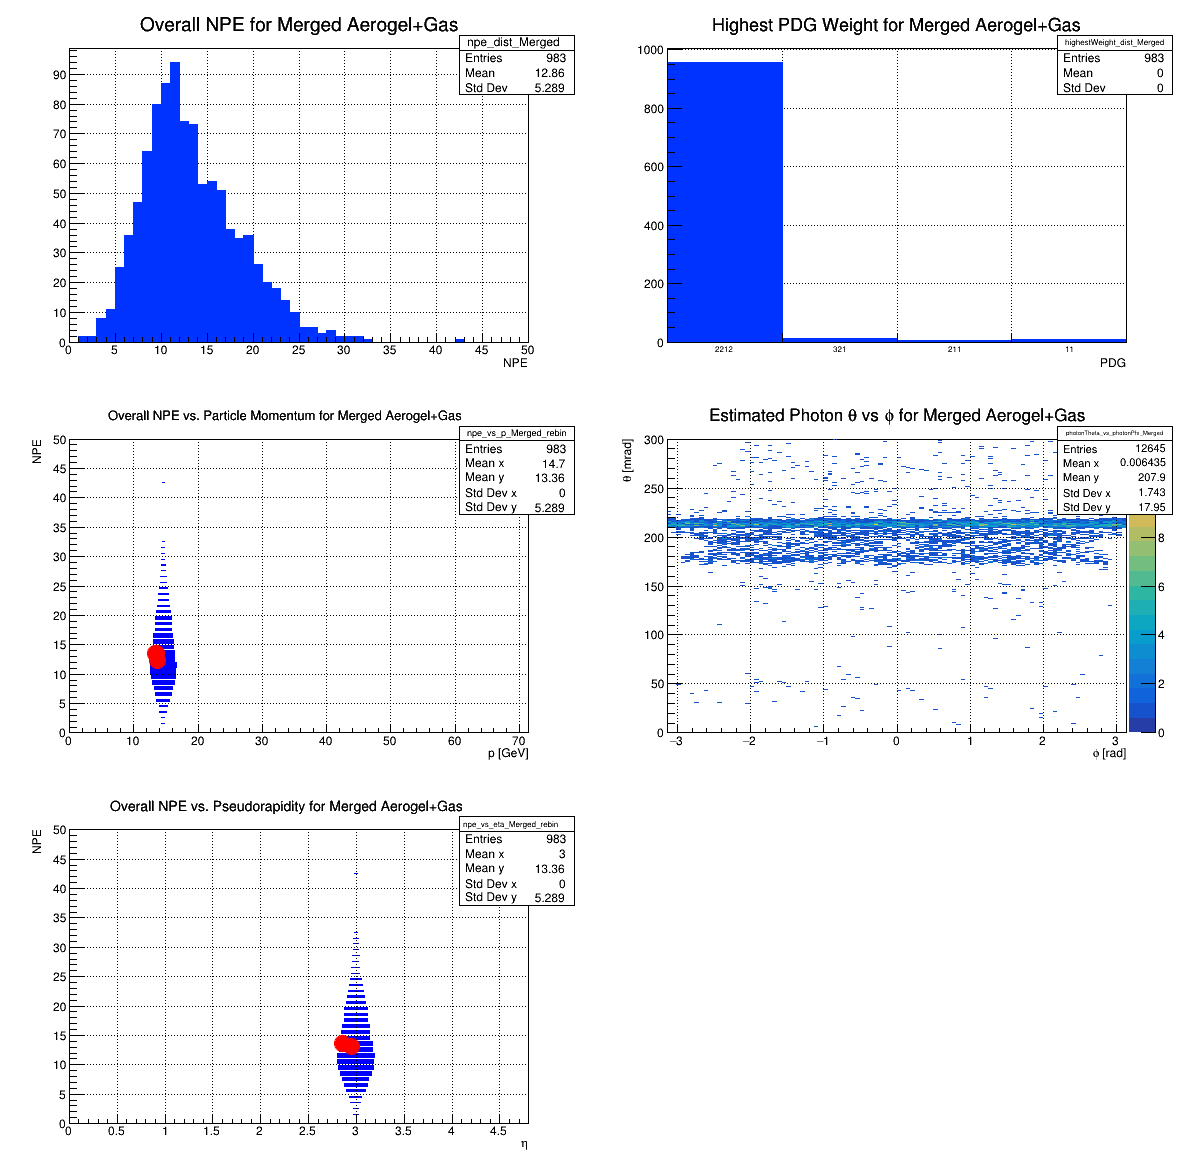 Overall NPE for Merged Aerogel+Gas
npe_dist_Merged
Entries 983
Mean 12.86
Std Dev 5.289
90
80
70
60
50
40
30
20
10
0
0 5 10 15 20 25 30 35 40 45 50
NPE
Highest PDG Weight for Merged Aerogel+Gas
highestWeight_dist_Merged
Entries 983
Mean 0
Std Dev 0
1000
800
600
400
200
0
2212 321 211 11
PDG
Overall NPE vs. Particle Momentum for Merged Aerogel+Gas
npe_vs_p_Merged_rebin
Entries 983
Mean x 14.7
Mean y 13.36
Std Dev x 0
Std Dev y 5.289
NPE
50
45
40
35
30
25
20
15
10
5
0
0 10 20 30 40 50 60 70
p [GeV]
Estimated Photon θ vs ϕ for Merged Aerogel+Gas
photonTheta_vs_photonPhi_Merged
Entries 12645
Mean x 0.006435
Mean y 207.9
Std Dev x 1.743
Std Dev y 17.95
θ [mrad]
300
250
200
150
100
50
0
−3 −2 −1 0 1 2 3
ϕ [rad]
8
6
4
2
0
Overall NPE vs. Pseudorapidity for Merged Aerogel+Gas
npe_vs_eta_Merged_rebin
Entries 983
Mean x 3
Mean y 13.36
Std Dev x 0
Std Dev y 5.289
NPE
50
45
40
35
30
25
20
15
10
5
0
0 0.5 1 1.5 2 2.5 3 3.5 4 4.5
η